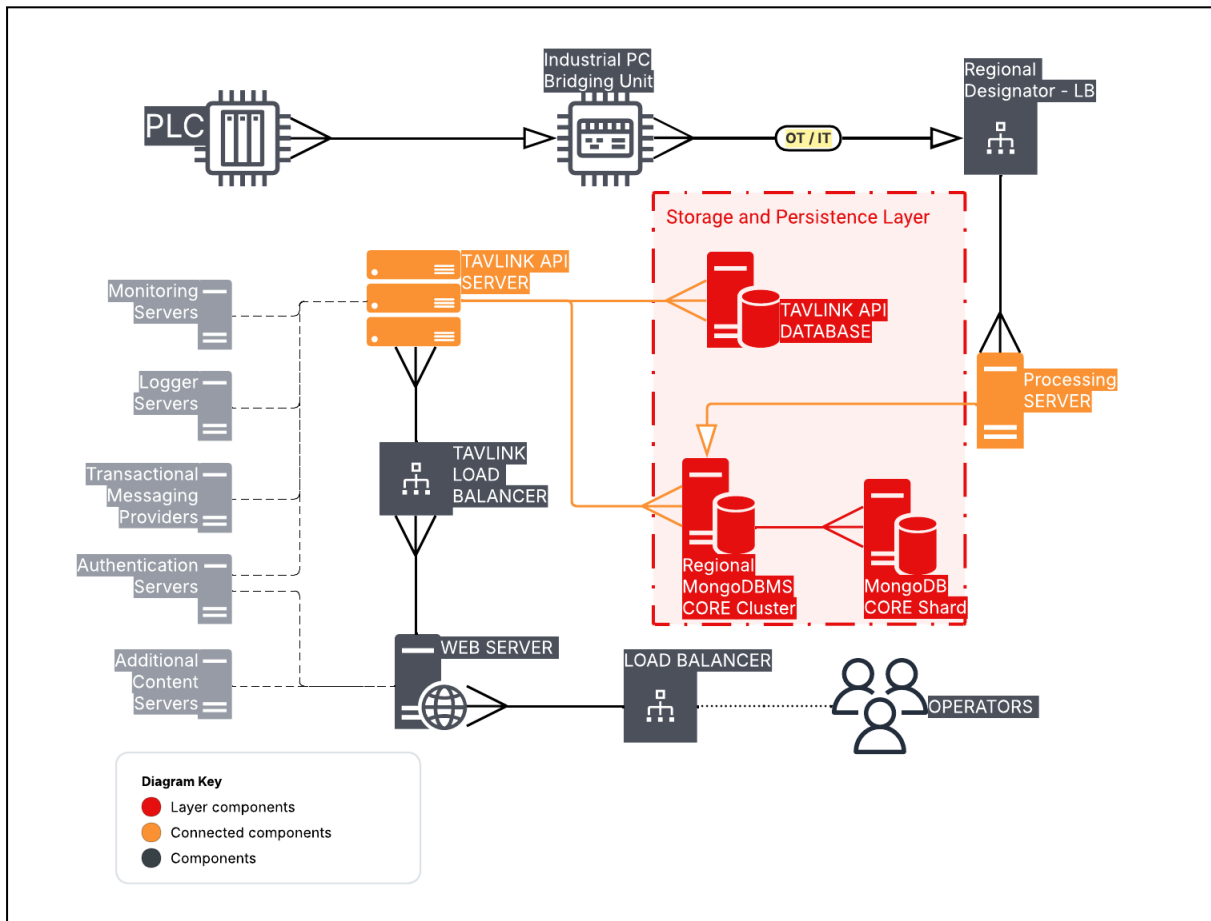 Industrial PC
Bridging Unit
Regional
Designator - LB
PLC
OT / IT
Storage and Persistence Layer
TAVLINK API
SERVER
Monitoring
Servers
TAVLINK API
DATABASE
Logger
Servers
Processing
SERVER
TAVLINK
LOAD
BALANCER
Transactional
Messaging
Providers
Authentication
Servers
Regional
MongoDBMS
CORE Cluster
MongoDB
CORE Shard
WEB SERVER
LOAD BALANCER
Additional
Content
Servers
OPERATORS
Diagram Key
Layer components
Connected components
Components